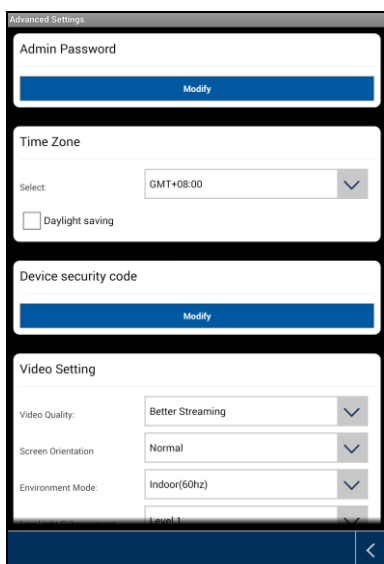 Advanced Settings
Admin Password
Modify
Time Zone
Select: GMT+08:00
Daylight saving
Device security code
Modify
Video Setting
Video Quality: Better Streaming
Screen Orientation Normal
Environment Mode: Indoor(60hz)
Level 1